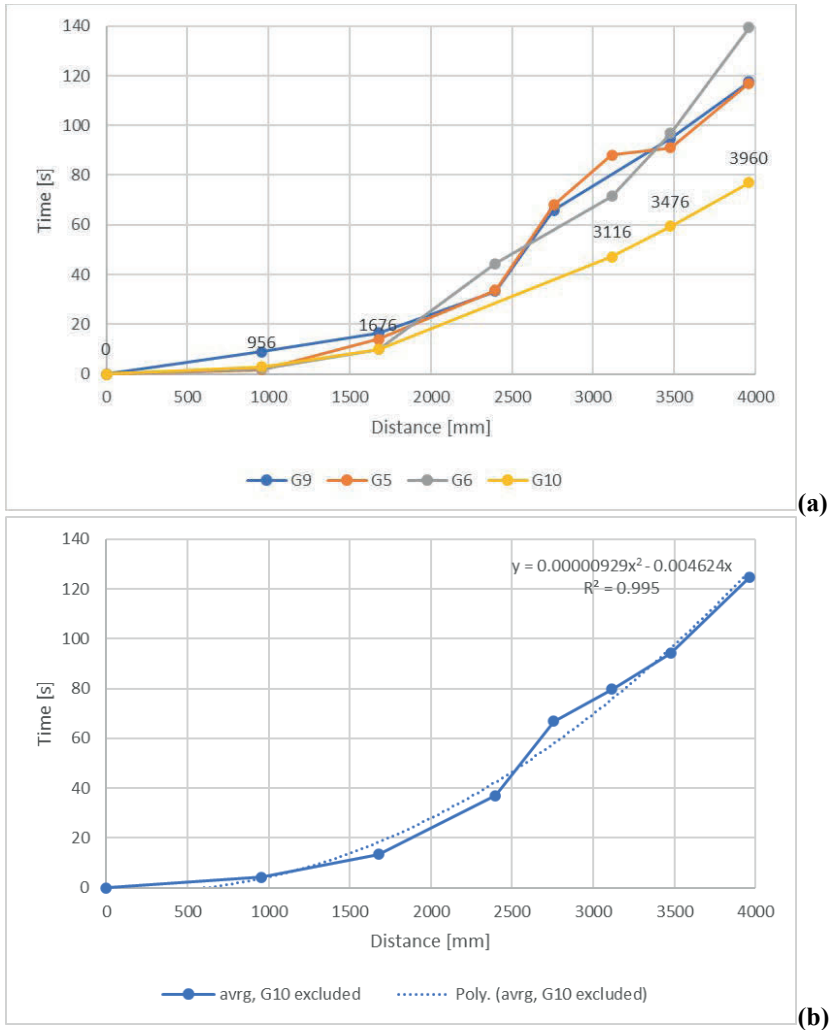 140
120
100
80
60
40
20
0
Time [s]
0
956
1676
3116
3476
3960
0 500 1000 1500 2000 2500 3000 3500 4000
Distance [mm]
G9 G5 G6 G10
(a)
140
120
100
80
60
40
20
0
Time [s]
y = 0.00000929x² - 0.004624x
R² = 0.995
0 500 1000 1500 2000 2500 3000 3500 4000
Distance [mm]
avrg, G10 excluded Poly. (avrg, G10 excluded)
(b)